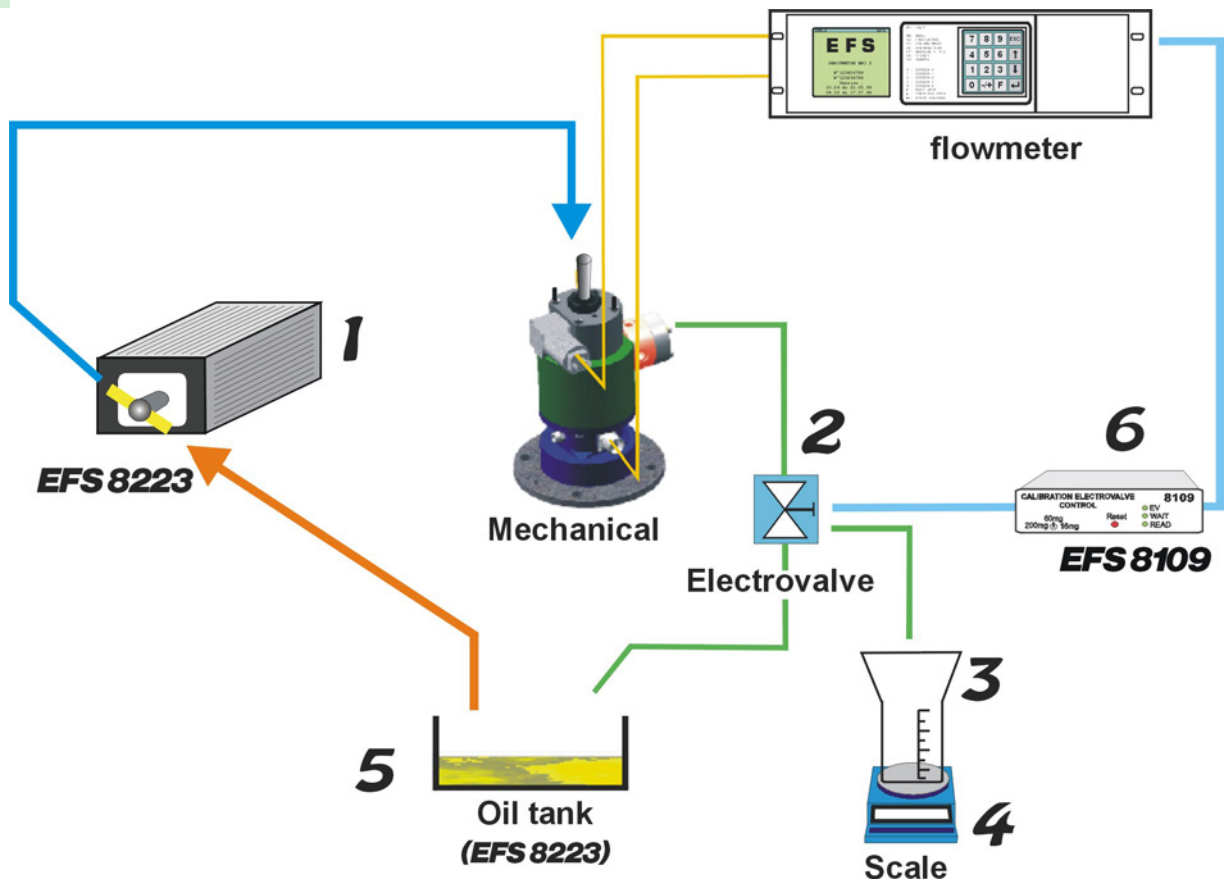 EFS
7 8 9 ESC
4 5 6 ↑
1 2 3 ↓
0 -/+ F ↵
flowmeter
1
EFS 8223
Mechanical
2
Electrovalve
6
CALIBRATION ELECTROVALVE 8109
CONTROL
EV
60mg Reset WAIT
200mg 16mg READ
EFS 8109
3
5
Oil tank
(EFS 8223)
4
Scale